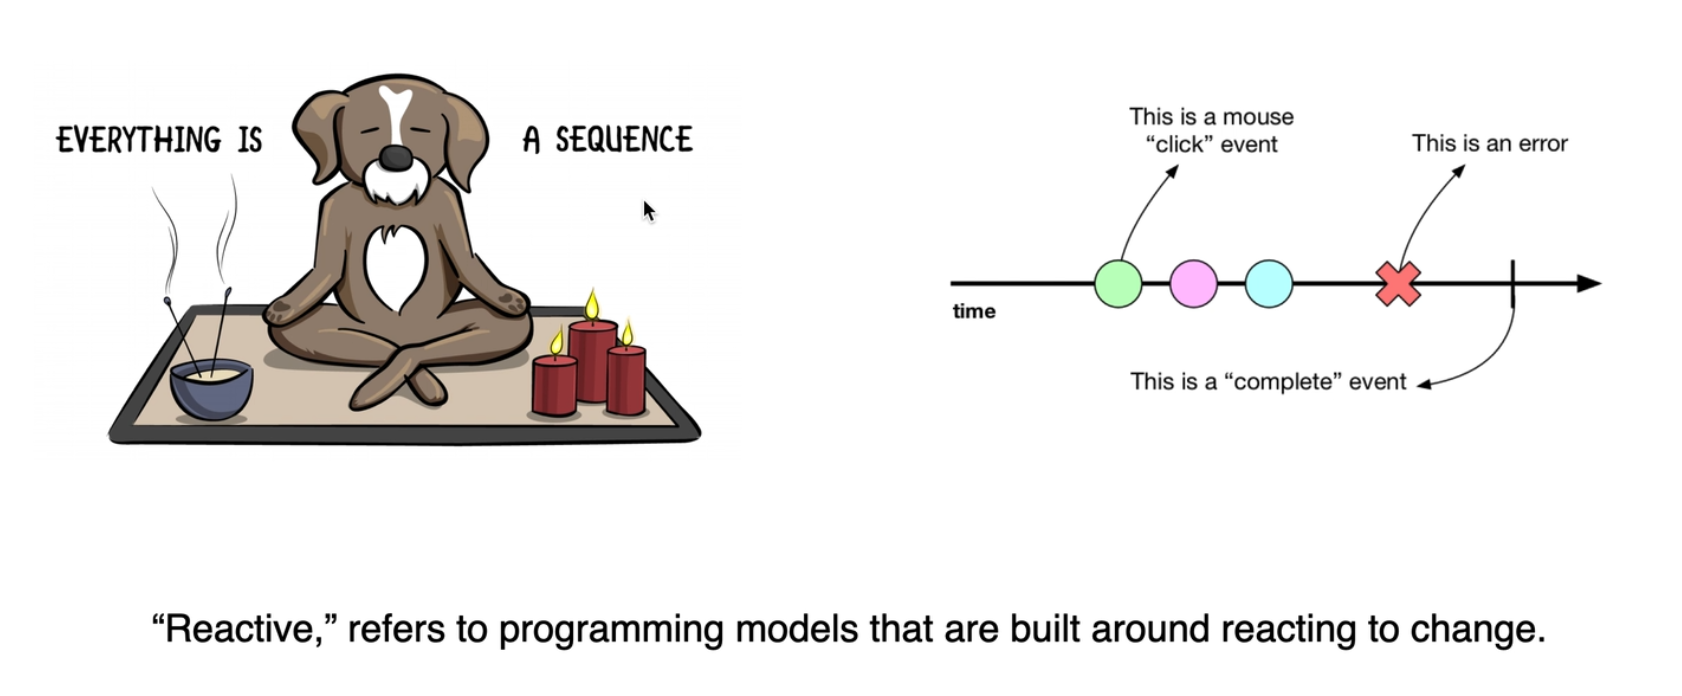 EVERYTHING IS A SEQUENCE
This is a mouse
“click” event
This is an error
time
This is a “complete” event
“Reactive,” refers to programming models that are built around reacting to change.